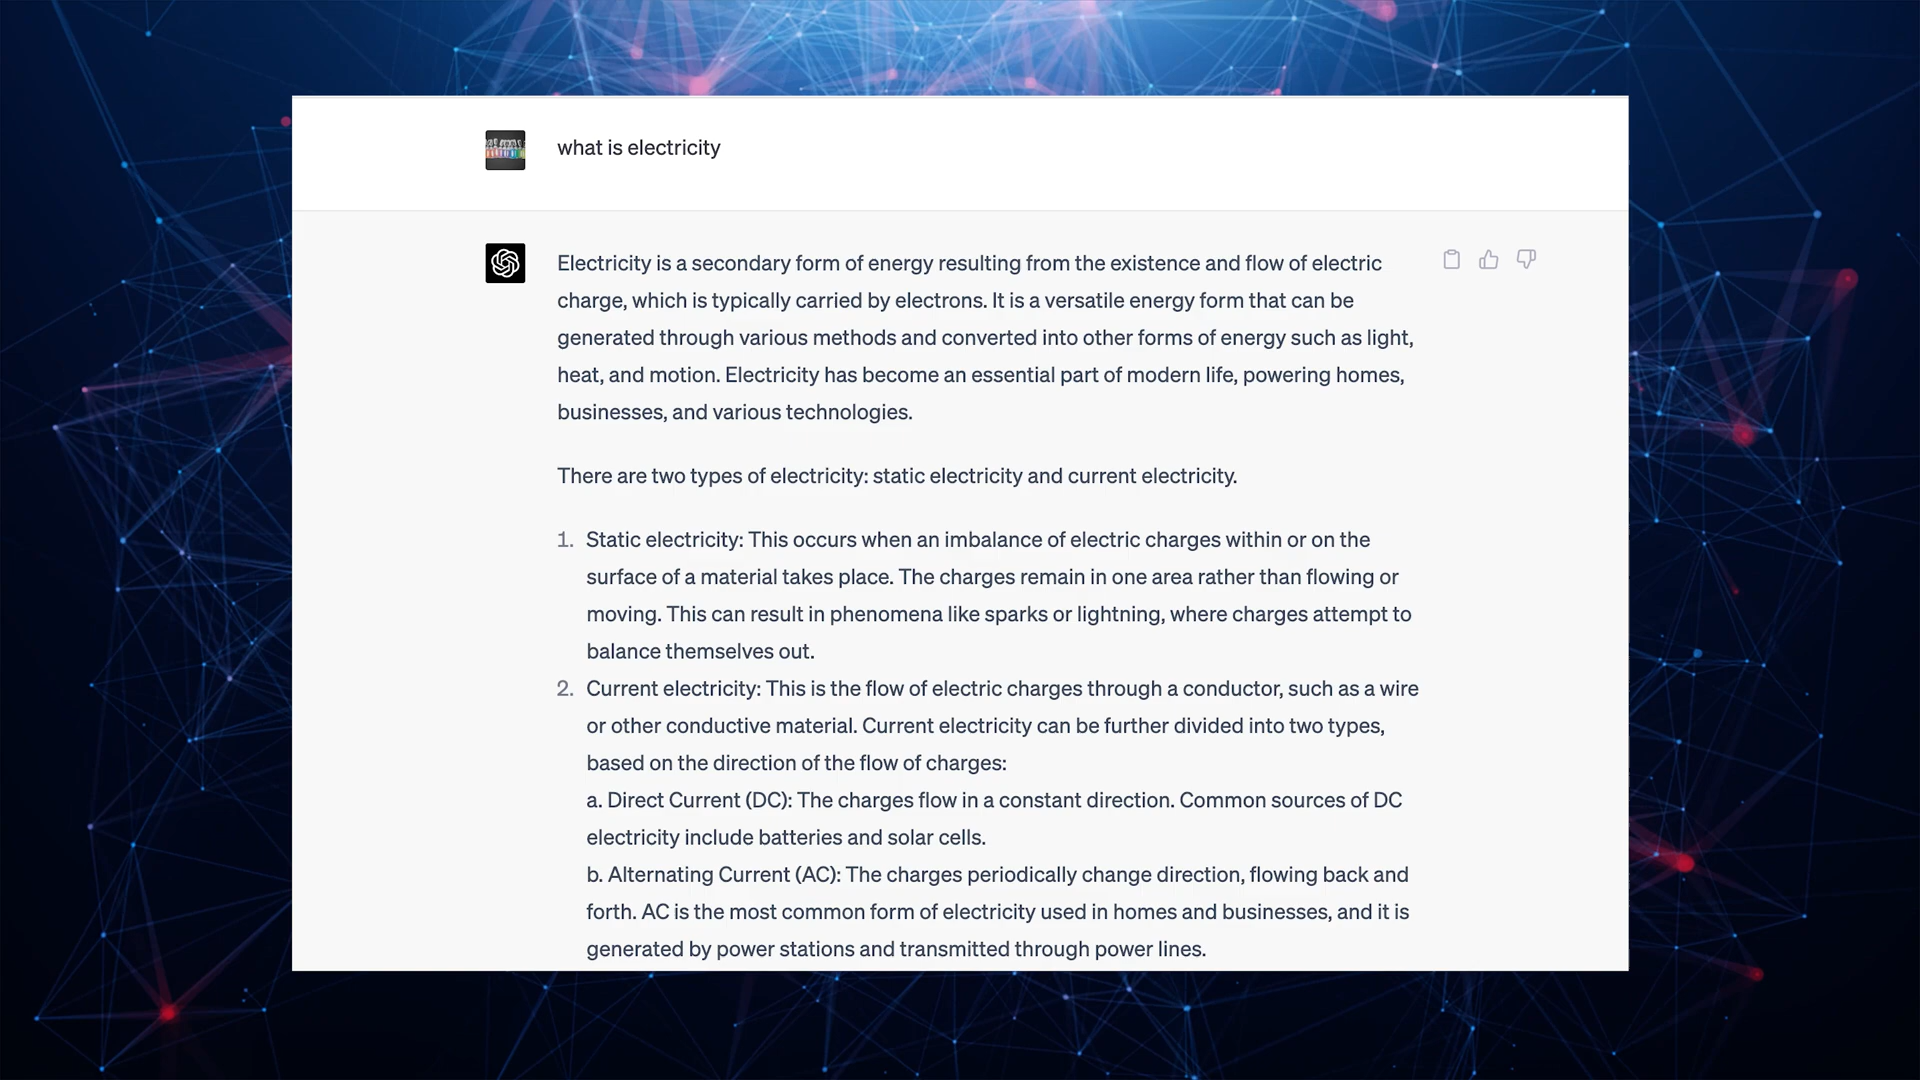 what is electricity
Electricity is a secondary form of energy resulting from the existence and flow of electric
charge, which is typically carried by electrons. It is a versatile energy form that can be
generated through various methods and converted into other forms of energy such as light,
heat, and motion. Electricity has become an essential part of modern life, powering homes,
businesses, and various technologies.
There are two types of electricity: static electricity and current electricity.
1. Static electricity: This occurs when an imbalance of electric charges within or on the
surface of a material takes place. The charges remain in one area rather than flowing or
moving. This can result in phenomena like sparks or lightning, where charges attempt to
balance themselves out.
2. Current electricity: This is the flow of electric charges through a conductor, such as a wire
or other conductive material. Current electricity can be further divided into two types,
based on the direction of the flow of charges:
a. Direct Current (DC): The charges flow in a constant direction. Common sources of DC
electricity include batteries and solar cells.
b. Alternating Current (AC): The charges periodically change direction, flowing back and
forth. AC is the most common form of electricity used in homes and businesses, and it is
generated by power stations and transmitted through power lines.